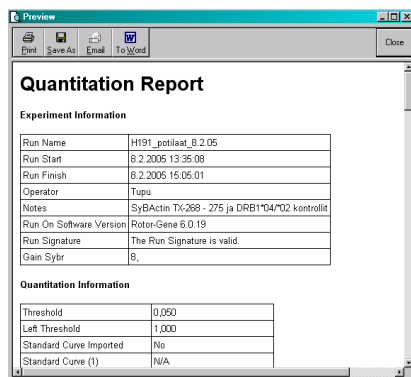 Preview
Print Save As Email To Word Close
Quantitation Report
Experiment Information
Run Name H191_potilaat_8.2.05
Run Start 8.2.2005 13:35:08
Run Finish 8.2.2005 15:05:01
Operator Tupu
Notes SyBActin TX-268 - 275 ja DRB1*04/*02 kontrollit
Run On Software Version Rotor-Gene 6.0.19
Run Signature The Run Signature is valid.
Gain Sybr 8,
Quantitation Information
Threshold 0,050
Left Threshold 1,000
Standard Curve Imported No
Standard Curve (1) N/A